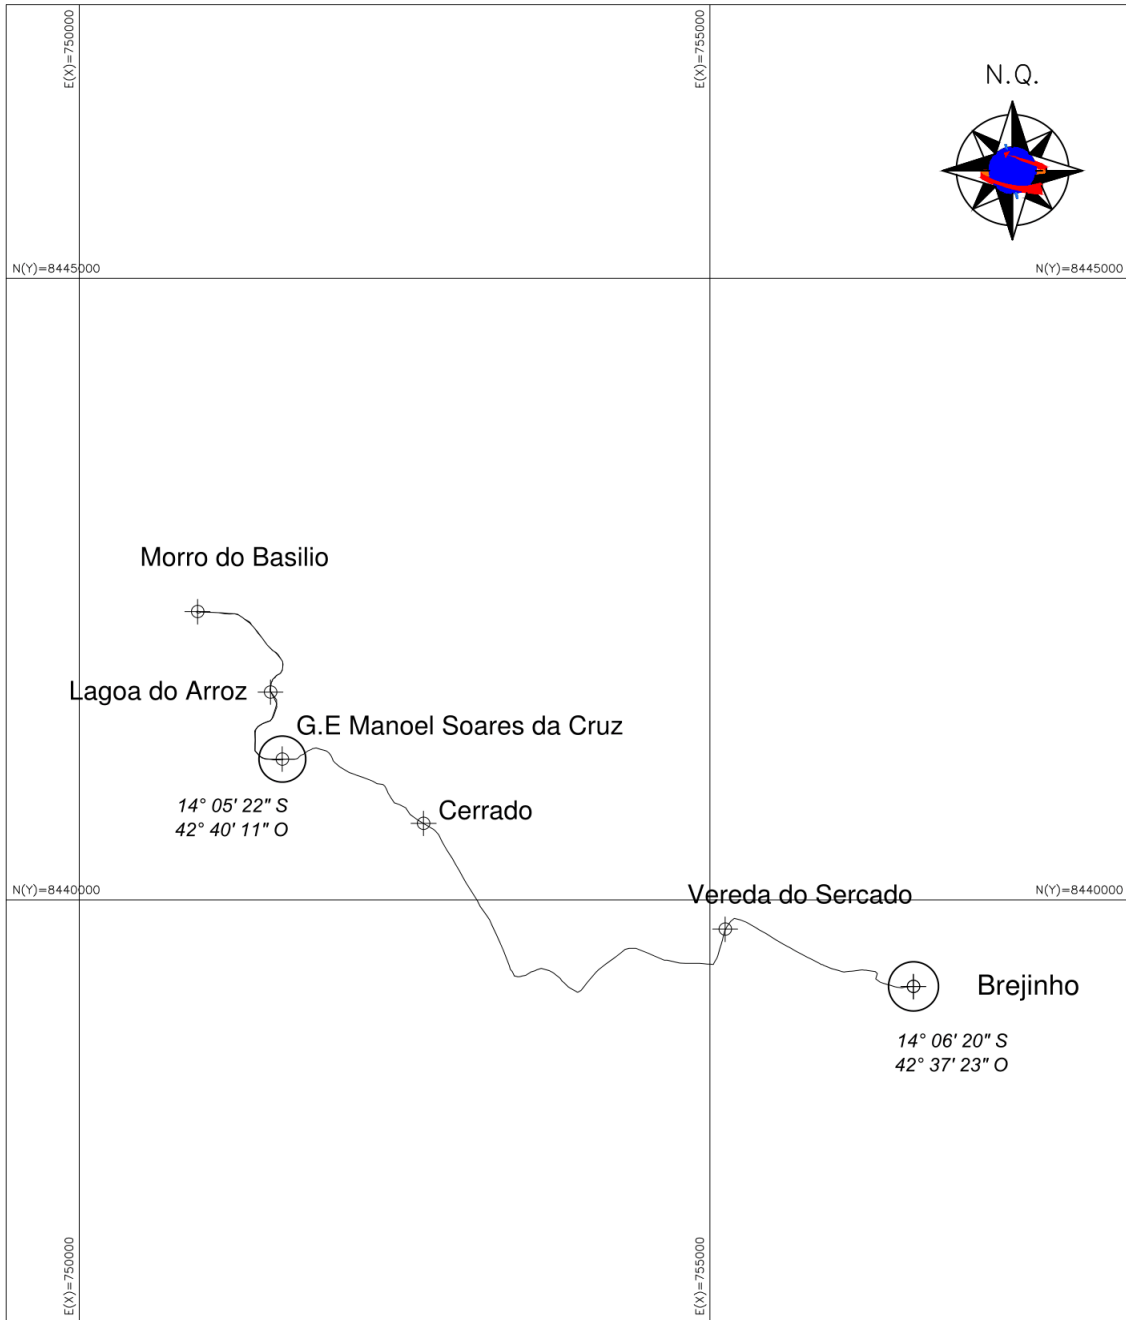 E(X)=750000
E(X)=755000
N.Q.
N(Y)=8445000
N(Y)=8445000
Morro do Basilio
Lagoa do Arroz
G.E Manoel Soares da Cruz
14° 05' 22" S
42° 40' 11" O
Cerrado
N(Y)=8440000
N(Y)=8440000
Vereda do Sercado
Brejinho
14° 06' 20" S
42° 37' 23" O
E(X)=750000
E(X)=755000